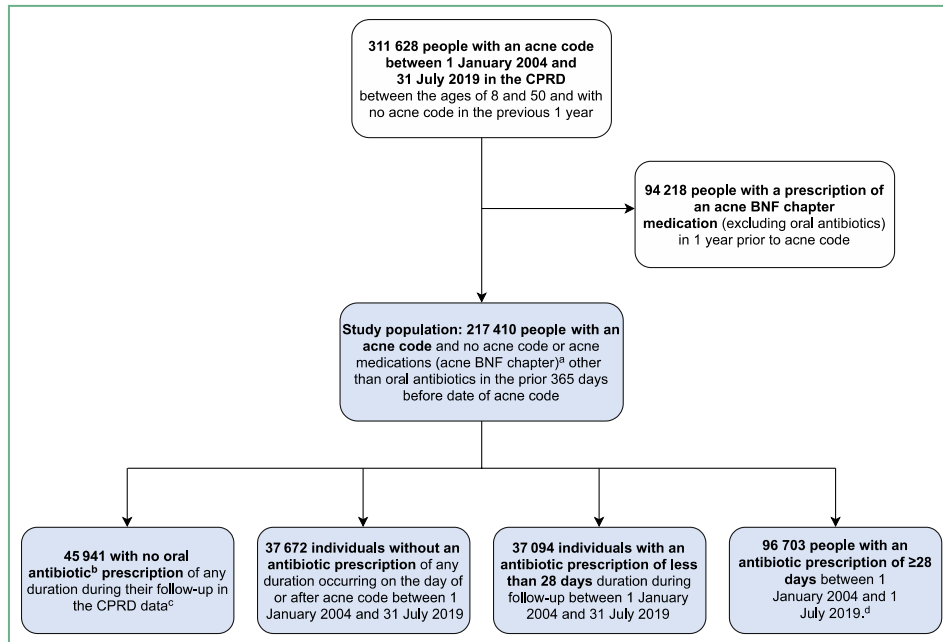 311 628 people with an acne code
between 1 January 2004 and
31 July 2019 in the CPRD
between the ages of 8 and 50 and with
no acne code in the previous 1 year
94 218 people with a prescription of
an acne BNF chapter
medication (excluding oral antibiotics)
in 1 year prior to acne code
Study population: 217 410 people with an
acne code and no acne code or acne
medications (acne BNF chapter)a other
than oral antibiotics in the prior 365 days
before date of acne code
45 941 with no oral
antibioticb prescription of any
duration during their follow-up in
the CPRD datac
37 672 individuals without an
antibiotic prescription of any
duration occurring on the day of
or after acne code between 1
January 2004 and 31 July 2019
37 094 individuals with an
antibiotic prescription of less
than 28 days duration during
follow-up between 1 January
2004 and 31 July 2019
96 703 people with an
antibiotic prescription of ≥28
days between 1
January 2004 and 1
July 2019.d